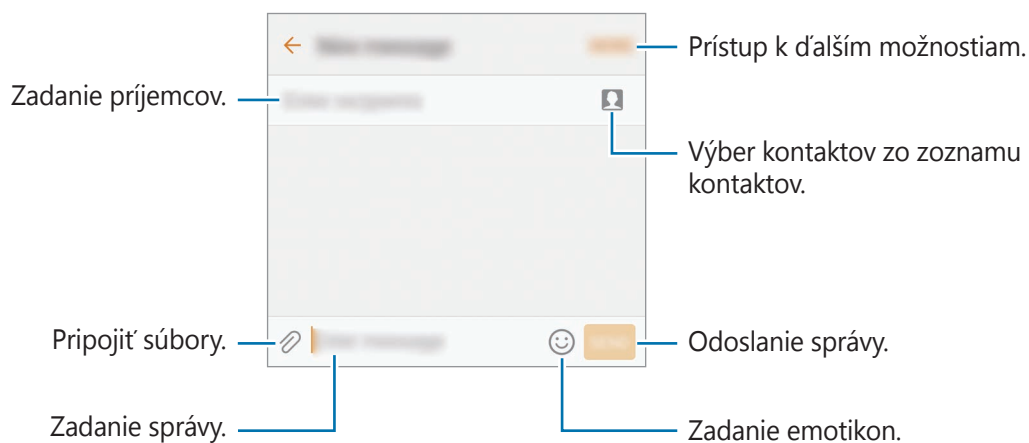 Prístup k ďalším možnostiam.
Zadanie príjemcov.
Výber kontaktov zo zoznamu
kontaktov.
Pripojiť súbory.
Odoslanie správy.
Zadanie správy.
Zadanie emotikon.